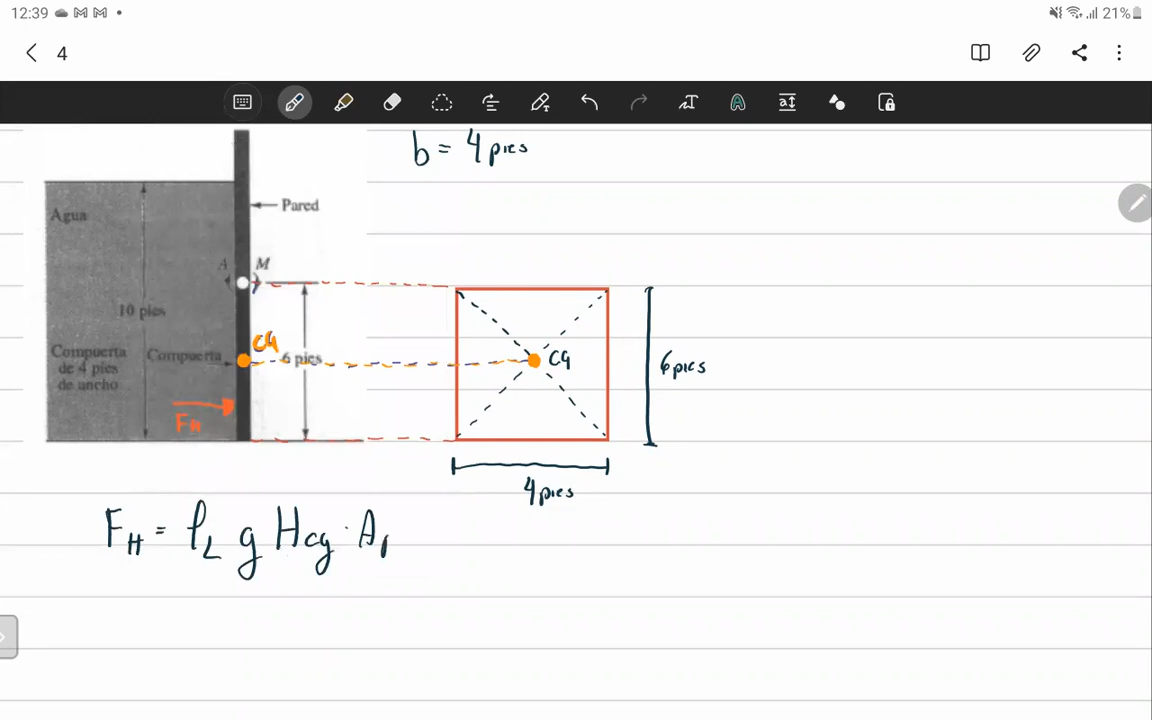 12:39
21%
4
b = 4 pies
Agua
Pared
A M
10 pies
CG
Compuerta de 4 pies de ancho
Compuerta
6 pies
CG
6 pies
FH
4 pies
FH = ρL g Hcg · A